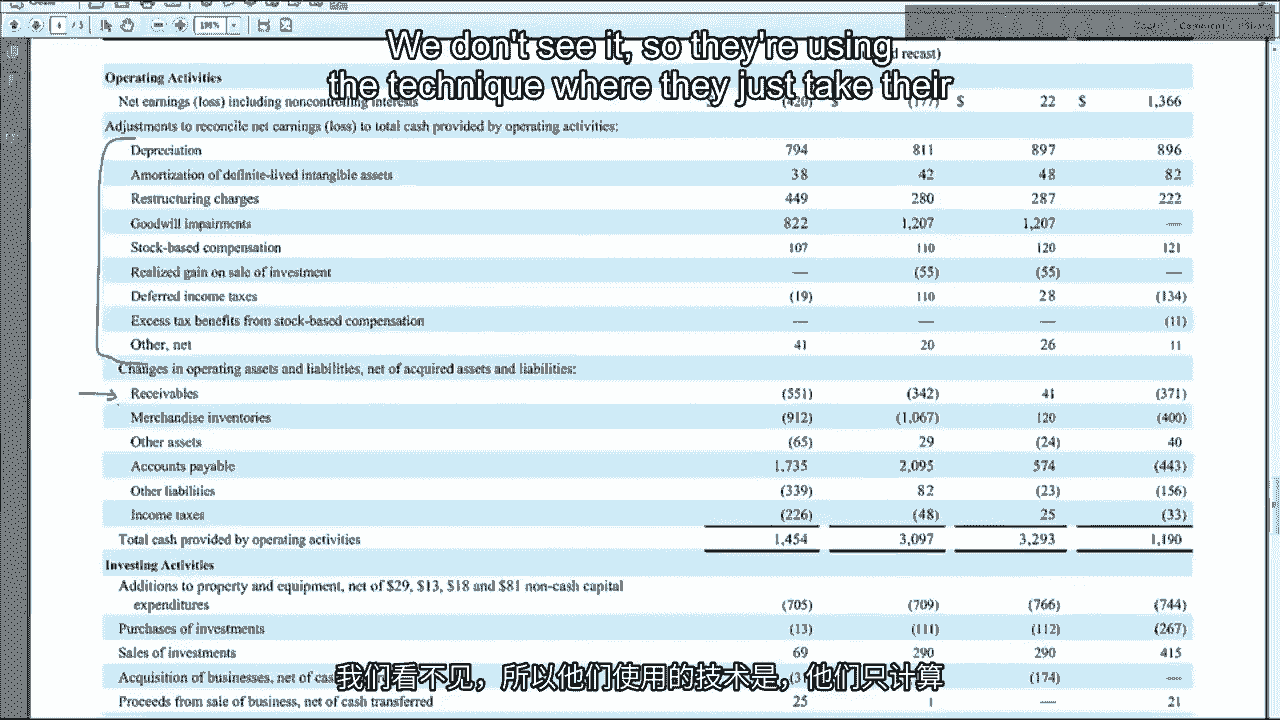 We don't see it, so they're using
the technique where they just take their
d recast)
Operating Activities
Net earnings (loss) including noncontrolling interests (420) $ (177) $ 22 $ 1,366
Adjustments to reconcile net earnings (loss) to total cash provided by operating activities:
Depreciation 794 811 897 896
Amortization of definite-lived intangible assets 38 42 48 82
Restructuring charges 449 280 287 222
Goodwill impairments 822 1,207 1,207 —
Stock-based compensation 107 110 120 121
Realized gain on sale of investment — (55) (55) —
Deferred income taxes (19) 110 28 (134)
Excess tax benefits from stock-based compensation — — — (11)
Other, net 41 20 26 11
Changes in operating assets and liabilities, net of acquired assets and liabilities:
Receivables (551) (342) 41 (371)
Merchandise inventories (912) (1,067) 120 (400)
Other assets (65) 29 (24) 40
Accounts payable 1,735 2,095 574 (443)
Other liabilities (339) 82 (23) (156)
Income taxes (226) (48) 25 (33)
Total cash provided by operating activities 1,454 3,097 3,293 1,190
Investing Activities
Additions to property and equipment, net of $29, $13, $18 and $81 non-cash capital
expenditures (705) (709) (766) (744)
Purchases of investments (13) (111) (112) (267)
Sales of investments 69 290 290 415
Acquisition of businesses, net of (174) —
Proceeds from sale of business, net of cash transferred 25 1 — 21
我们看不见，所以他们使用的技术是，他们只计算